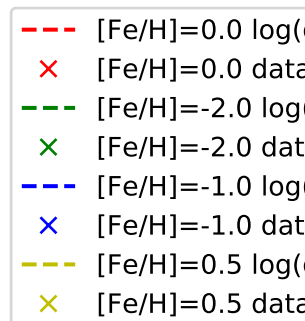 [Fe/H]=0.0 log(
[Fe/H]=0.0 data
[Fe/H]=-2.0 log(
[Fe/H]=-2.0 dat
[Fe/H]=-1.0 log(
[Fe/H]=-1.0 dat
[Fe/H]=0.5 log(
[Fe/H]=0.5 data